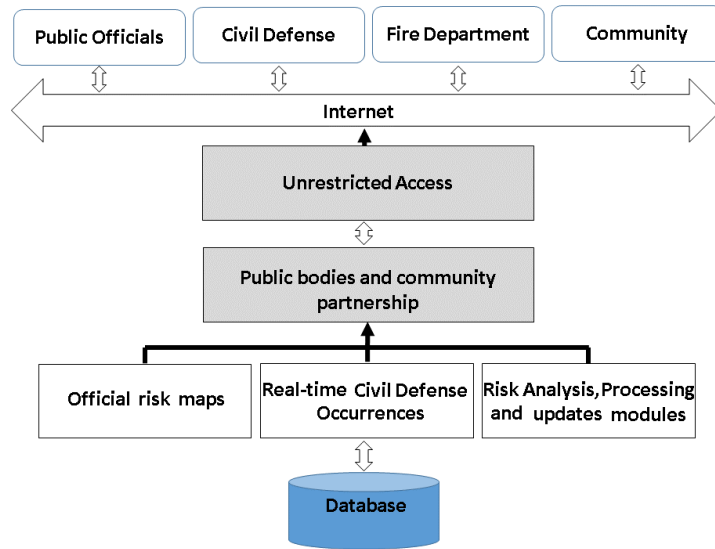 Public Officials
Civil Defense
Fire Department
Community
Internet
Unrestricted Access
Public bodies and community
partnership
Official risk maps
Real-time Civil Defense
Occurrences
Risk Analysis, Processing
and updates modules
Database